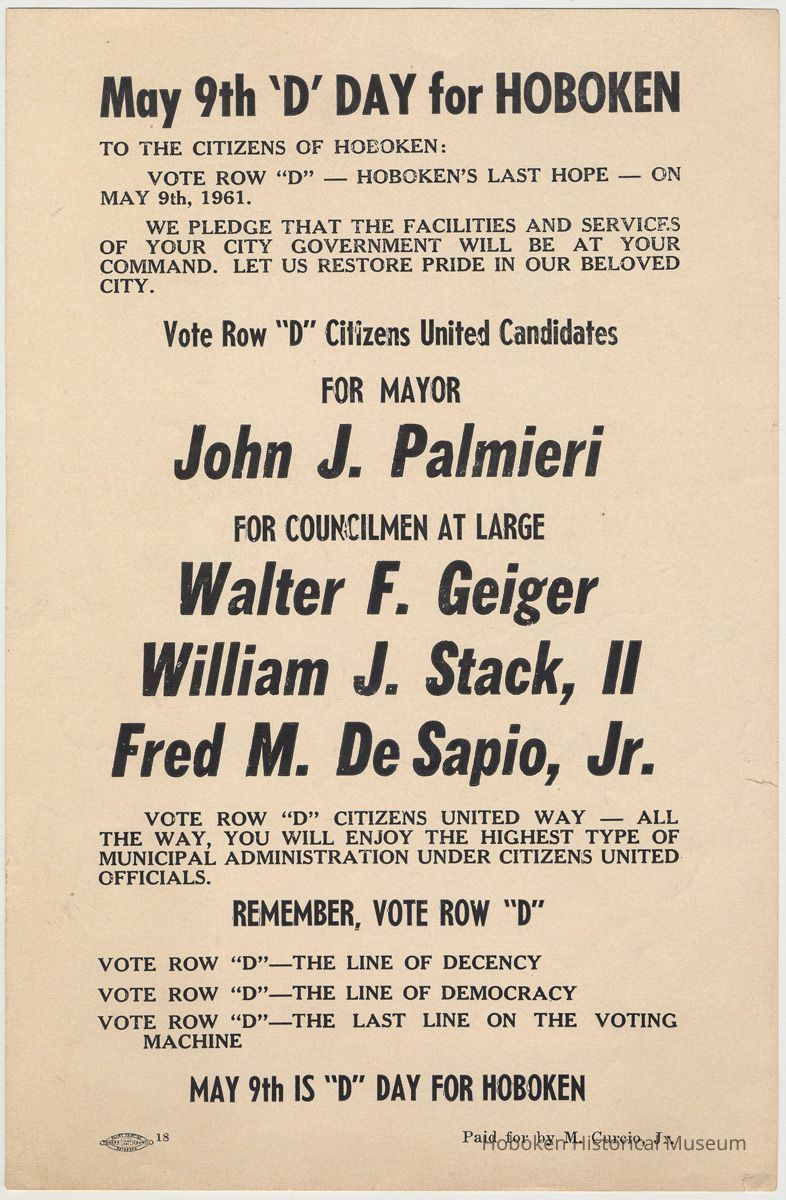 May 9th 'D' DAY for HOBOKEN
TO THE CITIZENS OF HOBOKEN:
VOTE ROW "D" — HOBOKEN'S LAST HOPE — ON
MAY 9th, 1961.
WE PLEDGE THAT THE FACILITIES AND SERVICES
OF YOUR CITY GOVERNMENT WILL BE AT YOUR
COMMAND. LET US RESTORE PRIDE IN OUR BELOVED
CITY.
Vote Row "D" Citizens United Candidates
FOR MAYOR
John J. Palmieri
FOR COUNCILMEN AT LARGE
Walter F. Geiger
William J. Stack, II
Fred M. De Sapio, Jr.
VOTE ROW "D" CITIZENS UNITED WAY — ALL
THE WAY, YOU WILL ENJOY THE HIGHEST TYPE OF
MUNICIPAL ADMINISTRATION UNDER CITIZENS UNITED
OFFICIALS.
REMEMBER, VOTE ROW "D"
VOTE ROW "D"—THE LINE OF DECENCY
VOTE ROW "D"—THE LINE OF DEMOCRACY
VOTE ROW "D"—THE LAST LINE ON THE VOTING
MACHINE
MAY 9th IS "D" DAY FOR HOBOKEN
18
Paid for by M. Curcio, Jr.
Hoboken Historical Museum